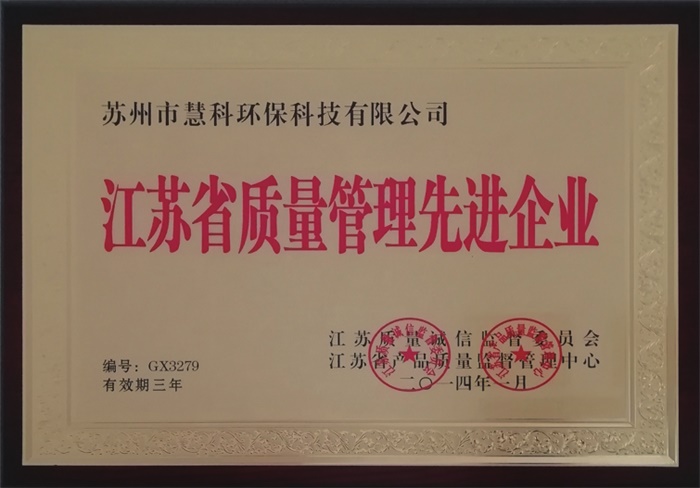 苏州市慧科环保科技有限公司
江苏省质量管理先进企业
江苏质量诚信监督委员会
江苏省产品质量监督管理中心
二〇一四年一月
编号：GX3279
有效期三年